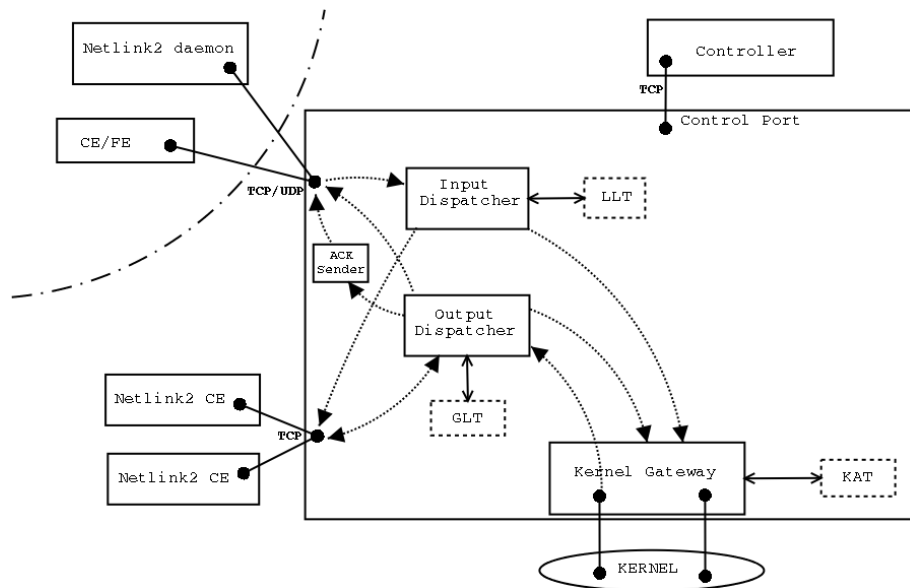 Netlink2 daemon
Controller
TCP
Control Port
CE/FE
TCP/UDP
Input
Dispatcher
LLT
ACK
Sender
Output
Dispatcher
Netlink2 CE
TCP
GLT
Netlink2 CE
Kernel Gateway
KAT
KERNEL